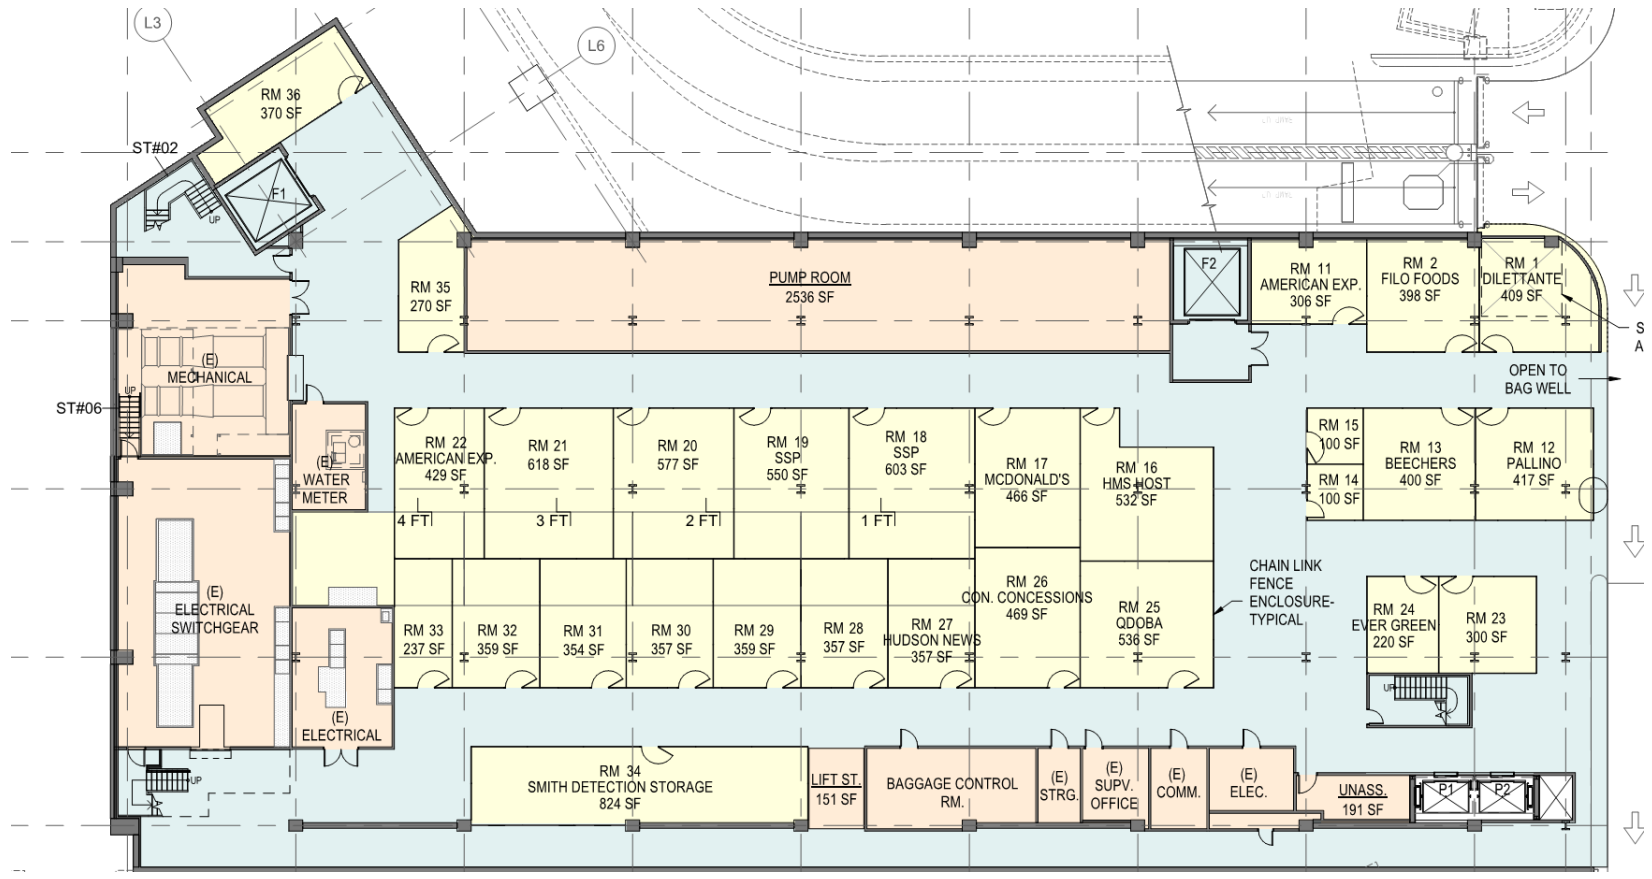 L3
L6
RM 36
370 SF
ST#02
F1
UP
RM 35
270 SF
PUMP ROOM
2536 SF
F2
RM 11
AMERICAN EXP.
306 SF
RM 2
FILO FOODS
398 SF
RM 1
DILETTANTE
409 SF
S
A
OPEN TO
BAG WELL
(E)
MECHANICAL
UP
ST#06
(E)
WATER
METER
RM 22
AMERICAN EXP.
429 SF
RM 21
618 SF
RM 20
577 SF
RM 19
SSP
550 SF
RM 18
SSP
603 SF
RM 17
MCDONALD'S
466 SF
RM 16
HMS HOST
532 SF
RM 15
100 SF
RM 14
100 SF
RM 13
BEECHERS
400 SF
RM 12
PALLINO
417 SF
4 FT
3 FT
2 FT
1 FT
(E)
ELECTRICAL
SWITCHGEAR
RM 33
237 SF
RM 32
359 SF
RM 31
354 SF
RM 30
357 SF
RM 29
359 SF
RM 28
357 SF
RM 27
HUDSON NEWS
357 SF
RM 26
CON. CONCESSIONS
469 SF
RM 25
QDOBA
536 SF
CHAIN LINK
FENCE
ENCLOSURE-
TYPICAL
RM 24
EVER GREEN
220 SF
RM 23
300 SF
UP
(E)
ELECTRICAL
UP
RM 34
SMITH DETECTION STORAGE
824 SF
LIFT ST.
151 SF
BAGGAGE CONTROL
RM.
(E)
STRG.
(E)
SUPV.
OFFICE
(E)
COMM.
(E)
ELEC.
UNASS.
191 SF
P1
P2